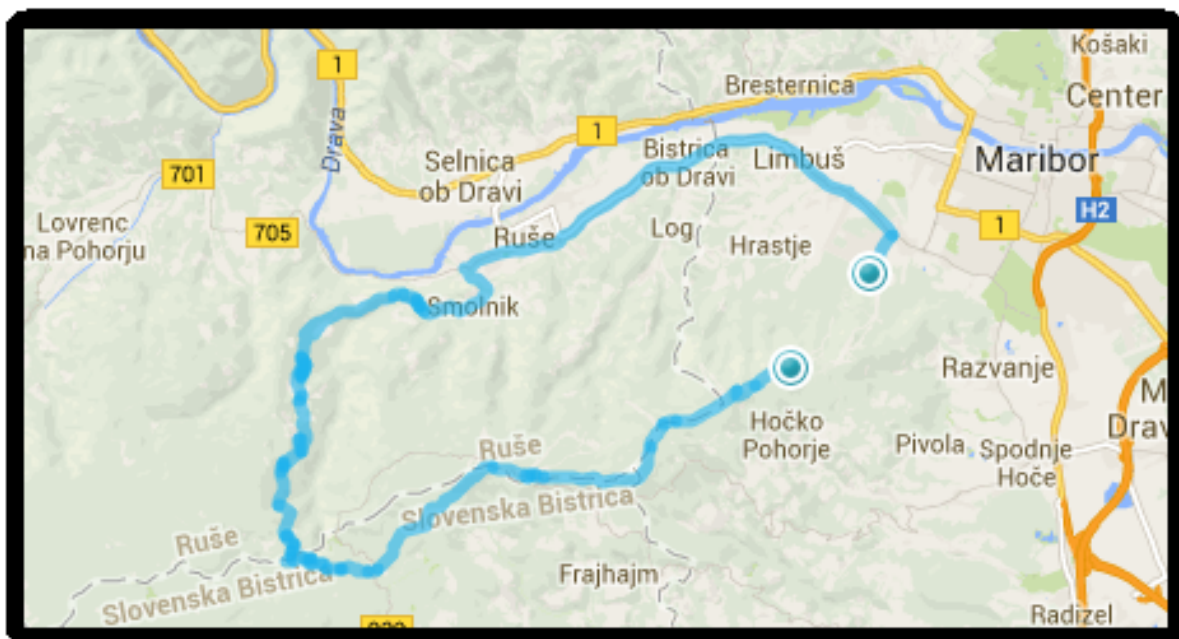 Košaki
1
Bresternica
Center
Drava
1
Selnica
ob Dravi
Bistrica
ob Dravi
Limbuš
Maribor
701
Lovrenc
na Pohorju
705
Ruše
Log
Hrastje
1
H2
Smolnik
Razvanje
M
Drav
Hočko
Pohorje
Pivola
Spodnje
Hoče
Ruše
Slovenska Bistrica
Ruše
Slovenska Bistrica
Frajhajm
Radizel